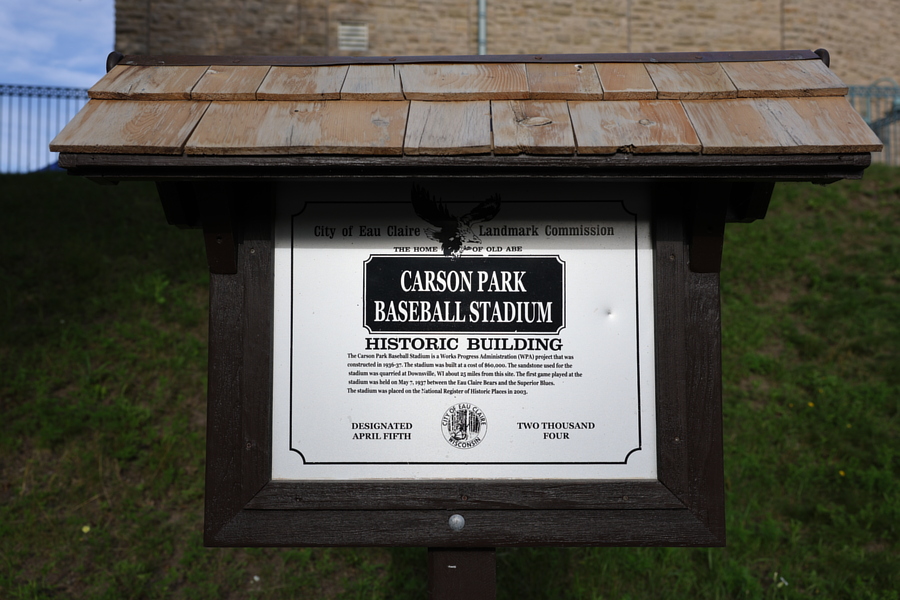 City of Eau Claire Landmark Commission
THE HOME OF OLD ABE
CARSON PARK
BASEBALL STADIUM
HISTORIC BUILDING
The Carson Park Baseball Stadium is a Works Progress Administration (WPA) project that was
constructed in 1936-37. The stadium was built at a cost of $60,000. The sandstone used for the
stadium was quarried at Downsville, WI about 25 miles from this site. The first game played at the
stadium was held on May 7, 1937 between the Eau Claire Bears and the Superior Blues.
The stadium was placed on the National Register of Historic Places in 2003.
DESIGNATED
APRIL FIFTH
CITY OF EAU CLAIRE
WISCONSIN
TWO THOUSAND
FOUR